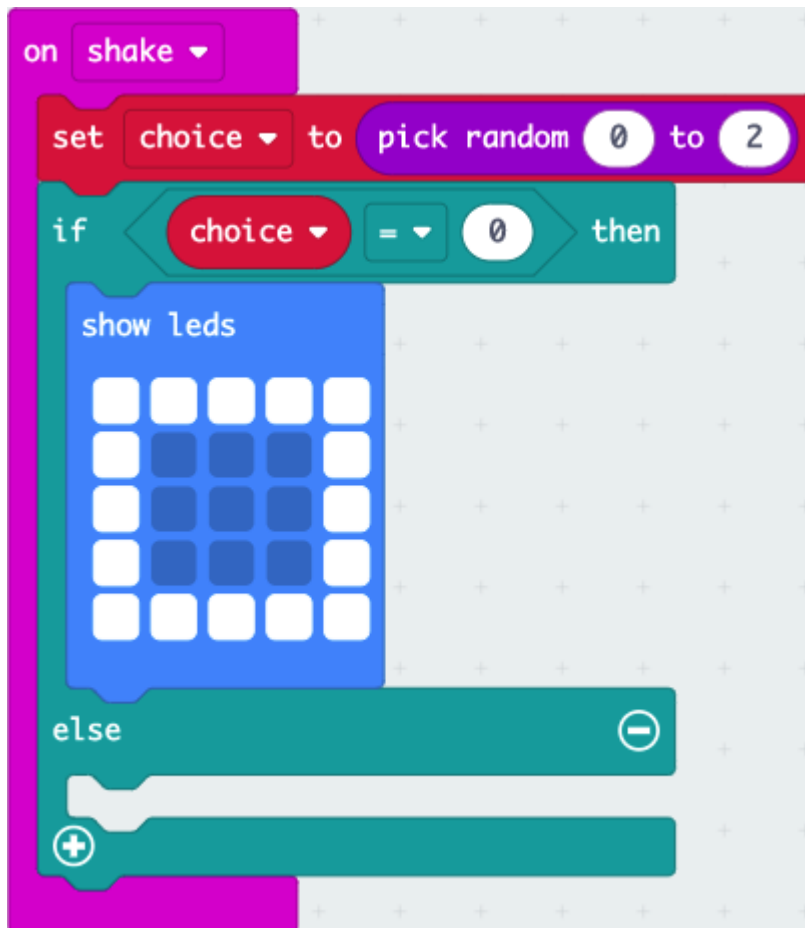 on shake
set choice to pick random 0 to 2
if choice = 0 then
show leds
else